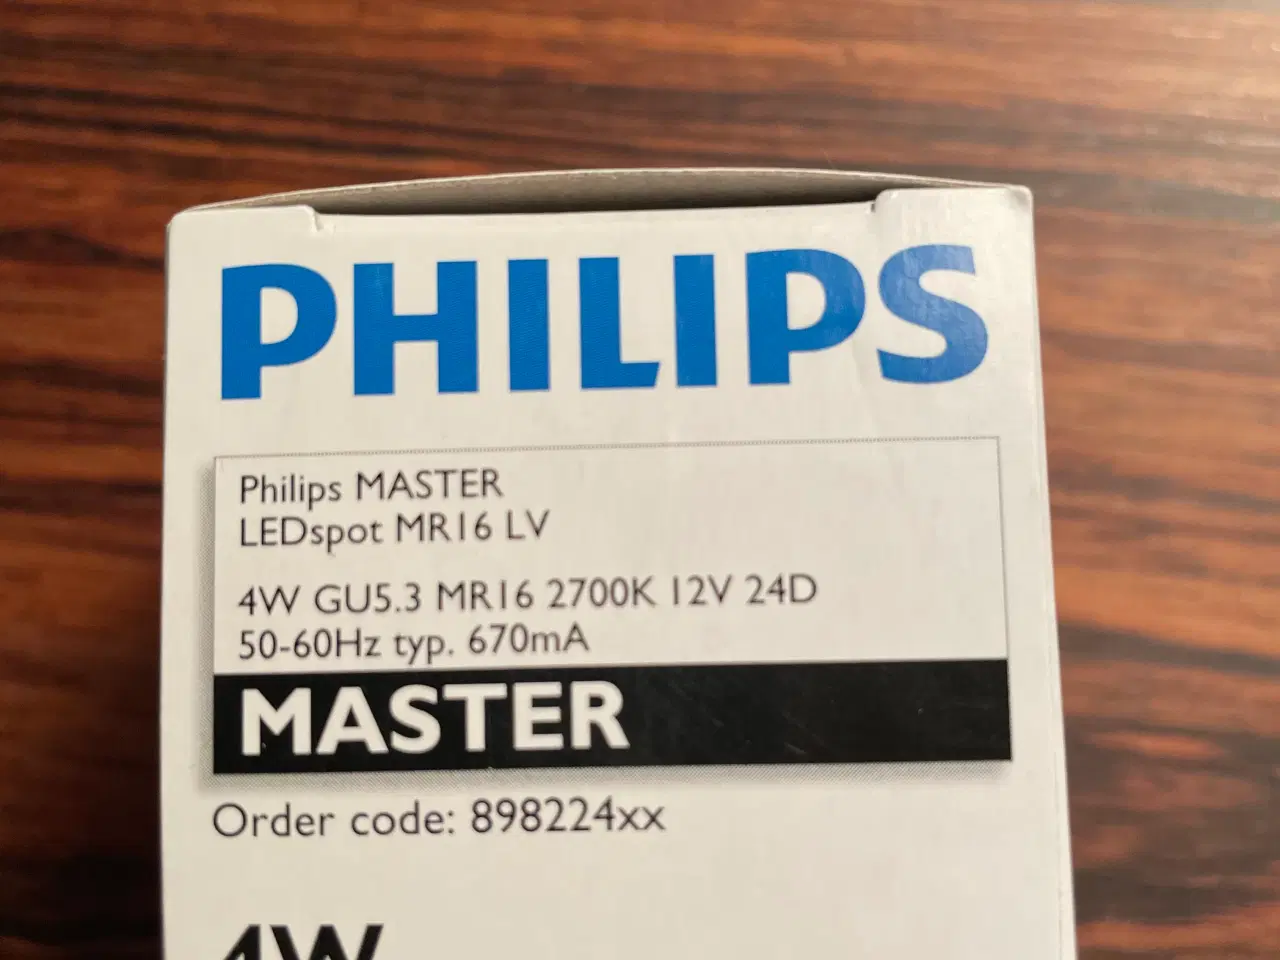 PHILIPS
Philips MASTER
LEDspot MR16 LV
4W GU5.3 MR16 2700K 12V 24D
50-60Hz typ. 670mA
MASTER
Order code: 898224xx
4W